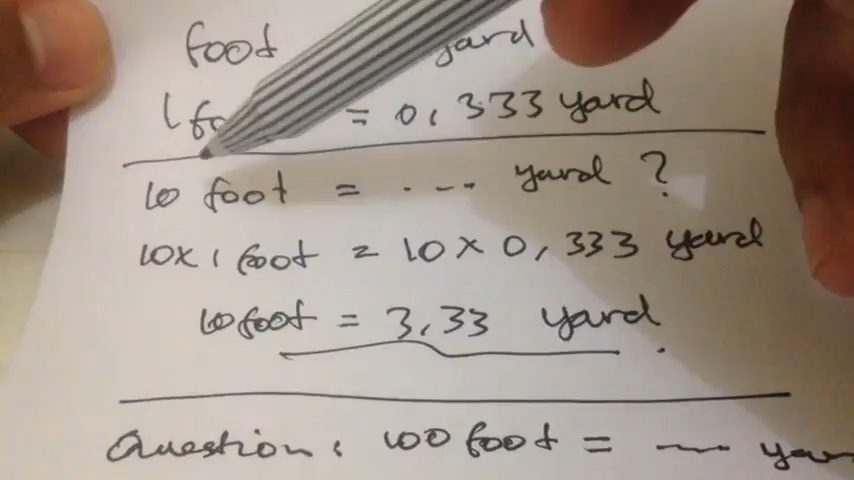 foot yard
1 = 0,333 yard
10 foot = . --- yard ?
10x1 foot = 10 x 0,333 yard
10 foot = 3,33 yard.
Question: 100 foot = ---